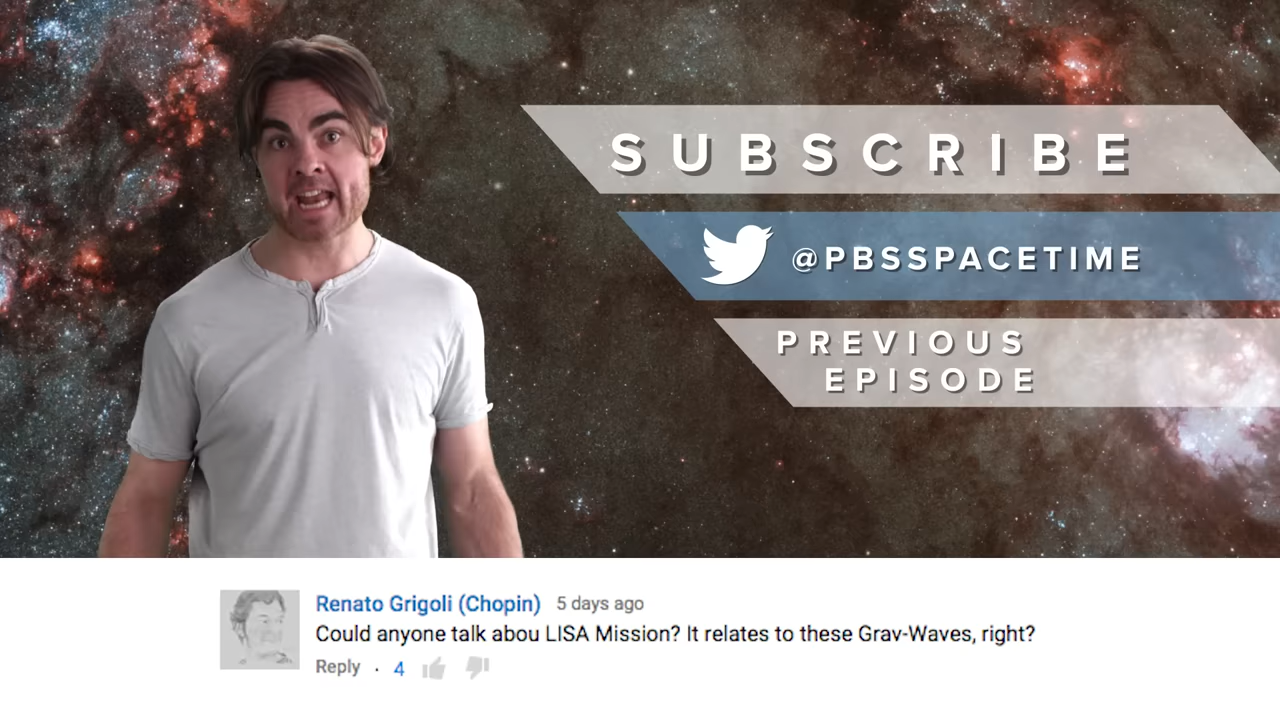 SUBSCRIBE
@PBSSPACETIME
PREVIOUS
EPISODE
Renato Grigoli (Chopin) 5 days ago
Could anyone talk abou LISA Mission? It relates to these Grav-Waves, right?
Reply · 4